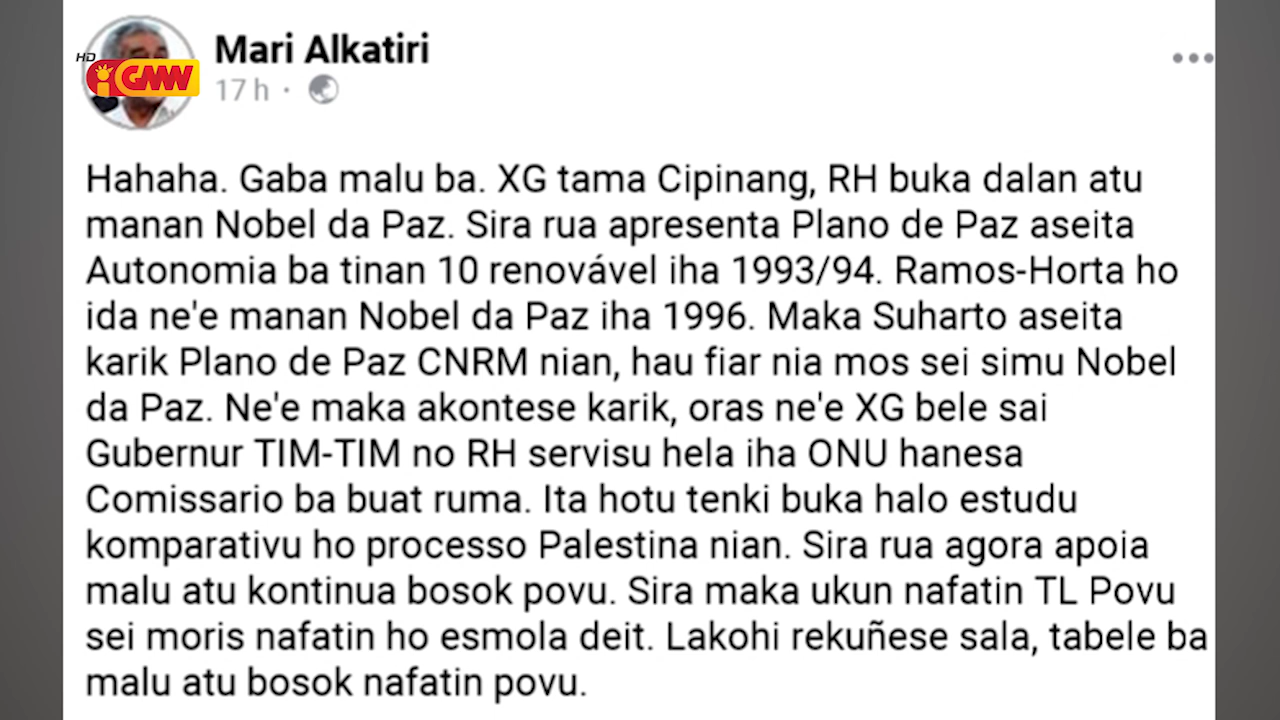 HD
GMN
Mari Alkatiri
17 h ·
Hahaha. Gaba malu ba. XG tama Cipinang, RH buka dalan atu
manan Nobel da Paz. Sira rua apresenta Plano de Paz aseita
Autonomia ba tinan 10 renovável iha 1993/94. Ramos-Horta ho
ida ne'e manan Nobel da Paz iha 1996. Maka Suharto aseita
karik Plano de Paz CNRM nian, hau fiar nia mos sei simu Nobel
da Paz. Ne'e maka akontese karik, oras ne'e XG bele sai
Gubernur TIM-TIM no RH servisu hela iha ONU hanesa
Comissario ba buat ruma. Ita hotu tenki buka halo estudu
komparativu ho processo Palestina nian. Sira rua agora apoia
malu atu kontinua bosok povu. Sira maka ukun nafatin TL Povu
sei moris nafatin ho esmola deit. Lakohi rekuñese sala, tabele ba
malu atu bosok nafatin povu.